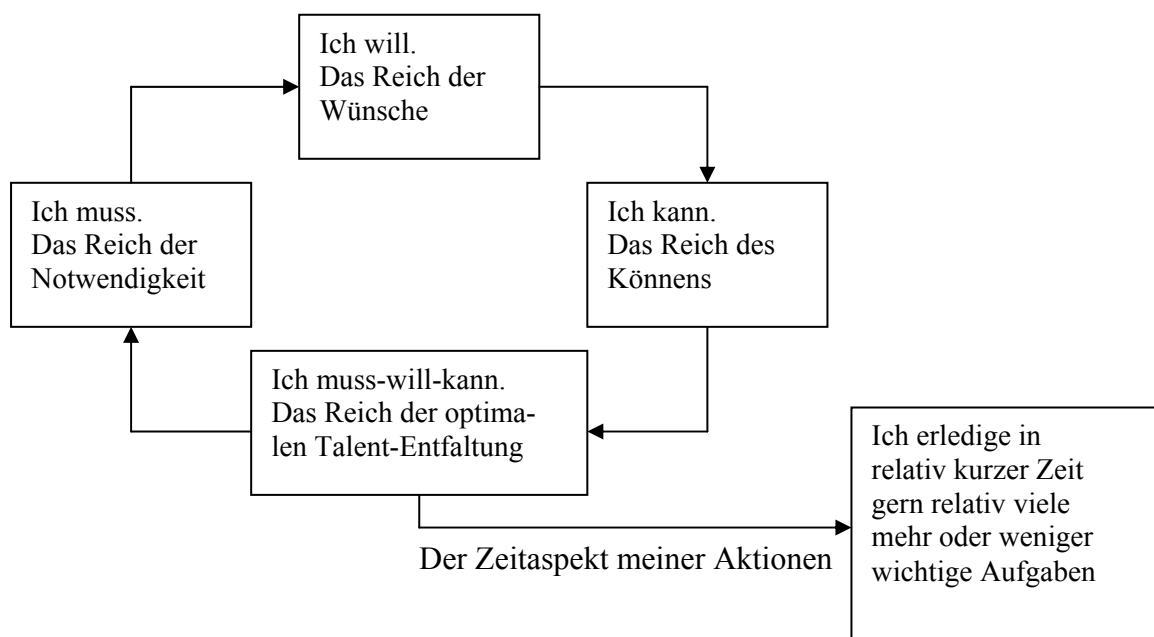 Ich will.
Das Reich der
Wünsche
Ich muss.
Das Reich der
Notwendigkeit
Ich kann.
Das Reich des
Könnens
Ich muss-will-kann.
Das Reich der optima-
len Talent-Entfaltung
Ich erledige in
relativ kurzer Zeit
gern relativ viele
mehr oder weniger
wichtige Aufgaben
Der Zeitaspekt meiner Aktionen